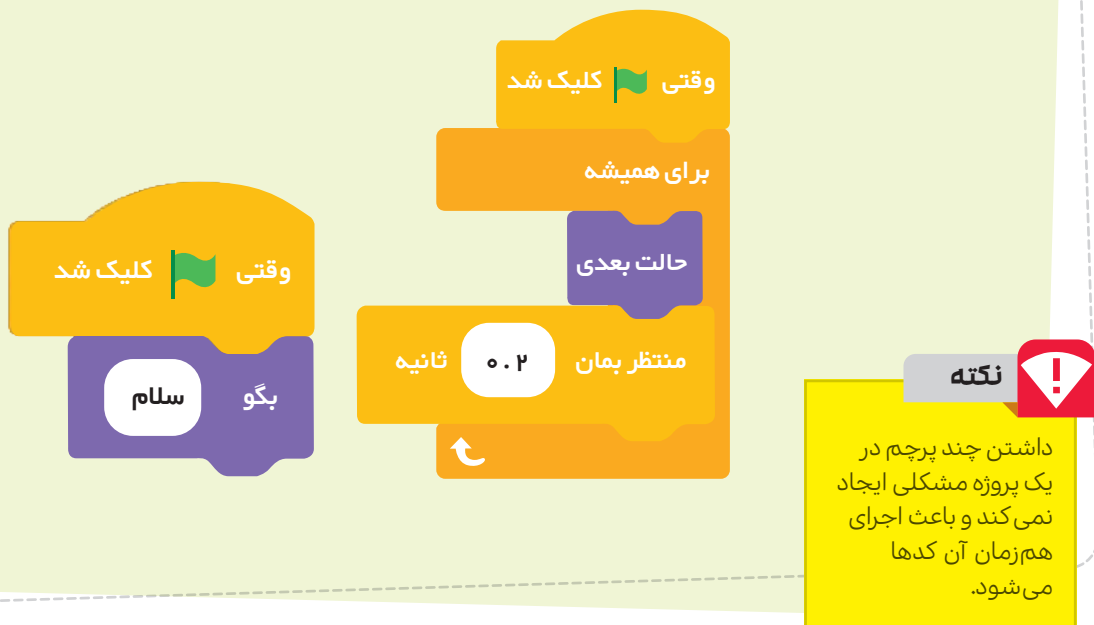 وقتی کلیک شد
برای همیشه
حالت بعدی
منتظر بمان ۰.۲ ثانیه
وقتی کلیک شد
بگو سلام
نکته
داشتن چند پرچم در
یک پروژه مشکلی ایجاد
نمی‌کند و باعث اجرای
هم‌زمان آن کدها
می‌شود.